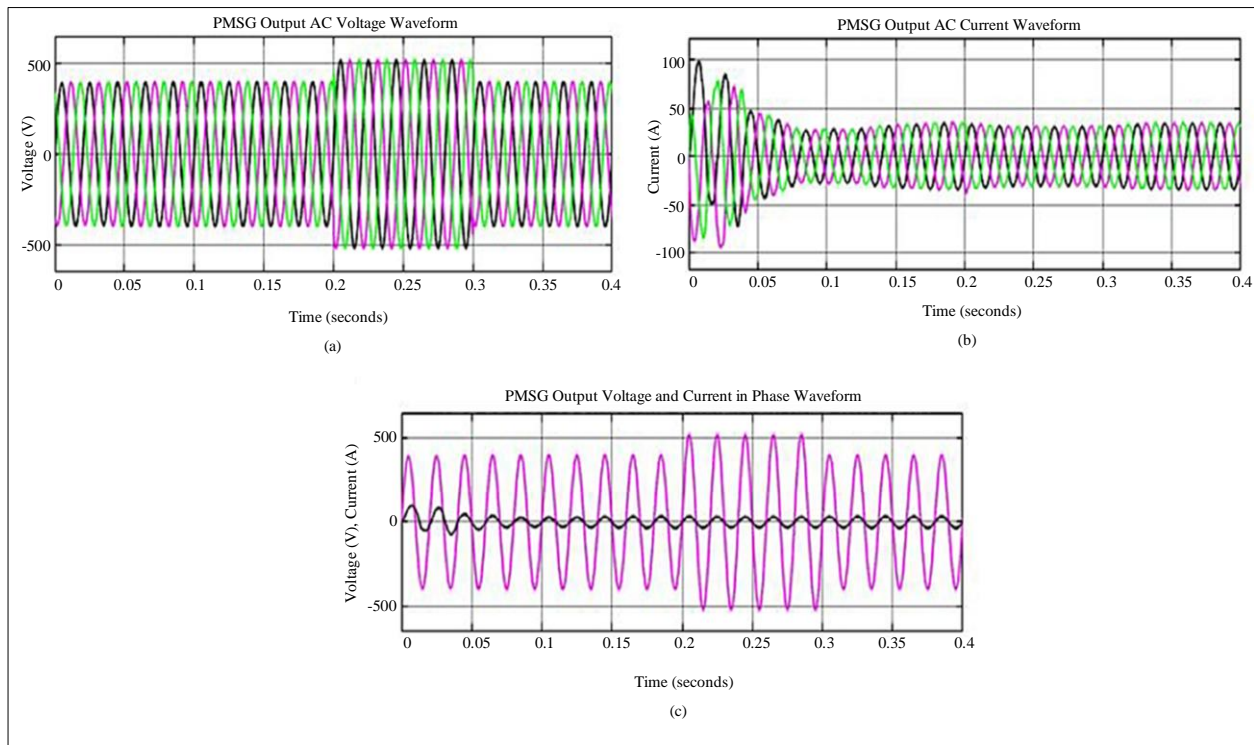 PMSG Output AC Voltage Waveform
Voltage (V)
500
0
-500
0 0.05 0.1 0.15 0.2 0.25 0.3 0.35 0.4
Time (seconds)
(a)
PMSG Output AC Current Waveform
Current (A)
100
50
0
-50
-100
0 0.05 0.1 0.15 0.2 0.25 0.3 0.35 0.4
Time (seconds)
(b)
PMSG Output Voltage and Current in Phase Waveform
Voltage (V), Current (A)
500
0
-500
0 0.05 0.1 0.15 0.2 0.25 0.3 0.35 0.4
Time (seconds)
(c)